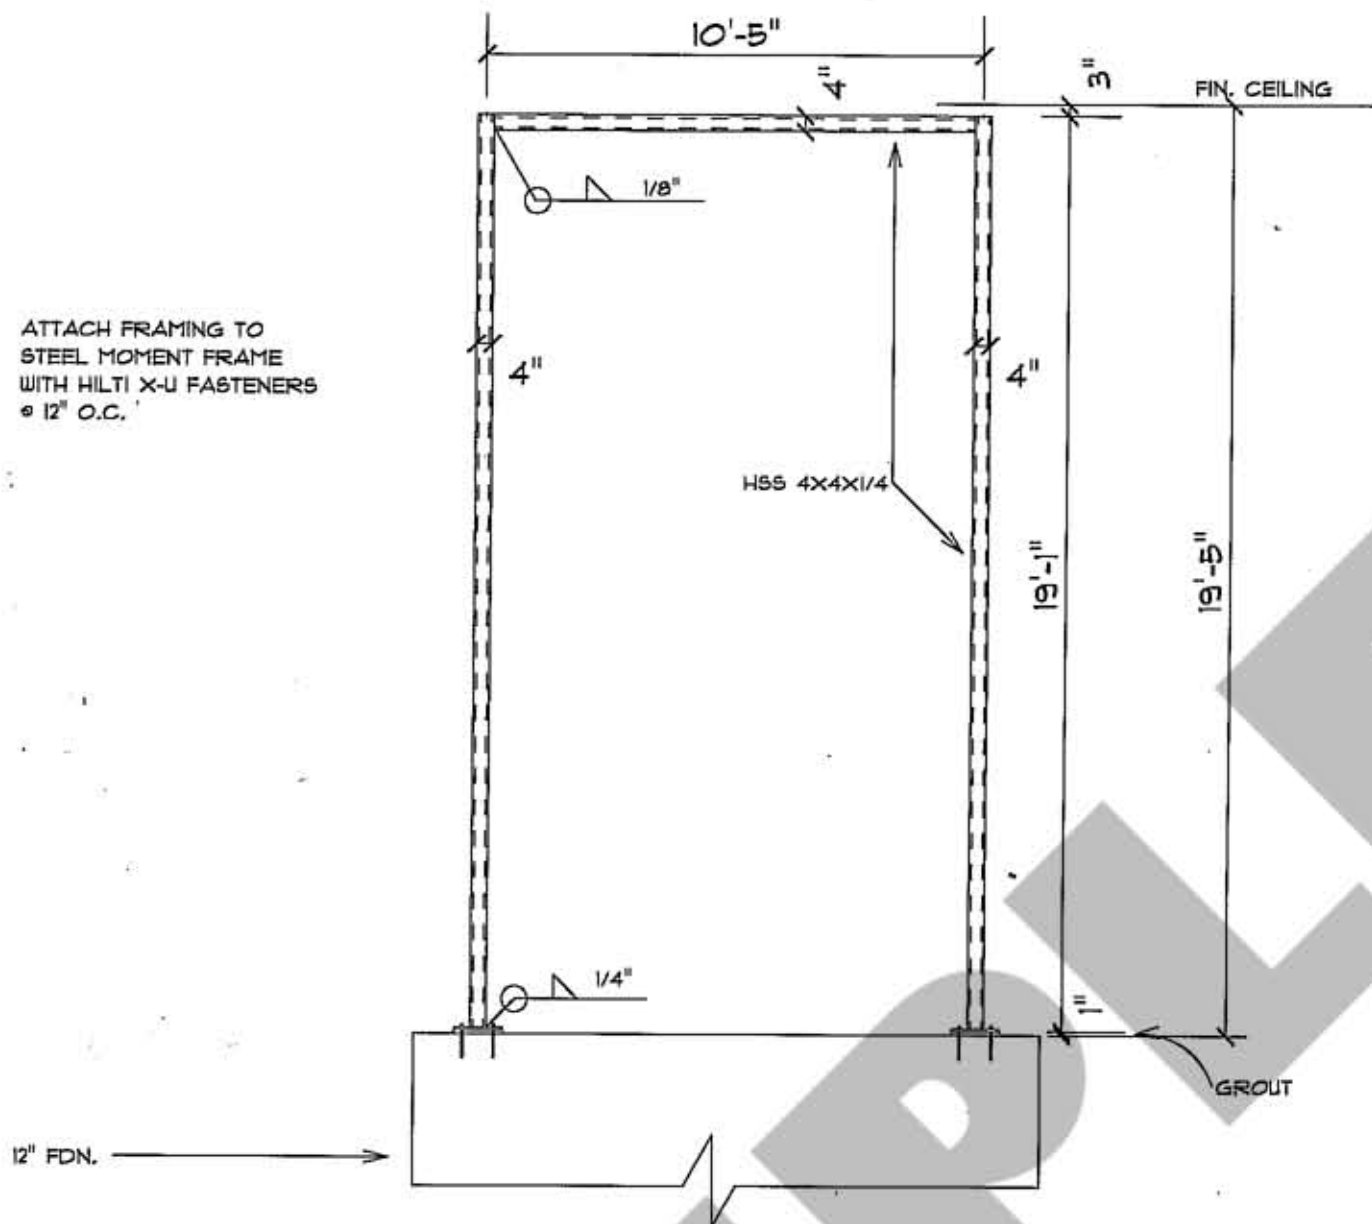 10'-5"
4"
3"
FIN. CEILING
1/8"
ATTACH FRAMING TO
STEEL MOMENT FRAME
WITH HILTI X-U FASTENERS
@ 12" O.C.
4"
4"
HSS 4X4X1/4
19'-1"
19'-5"
1/4"
1"
GROUT
12" FDN.